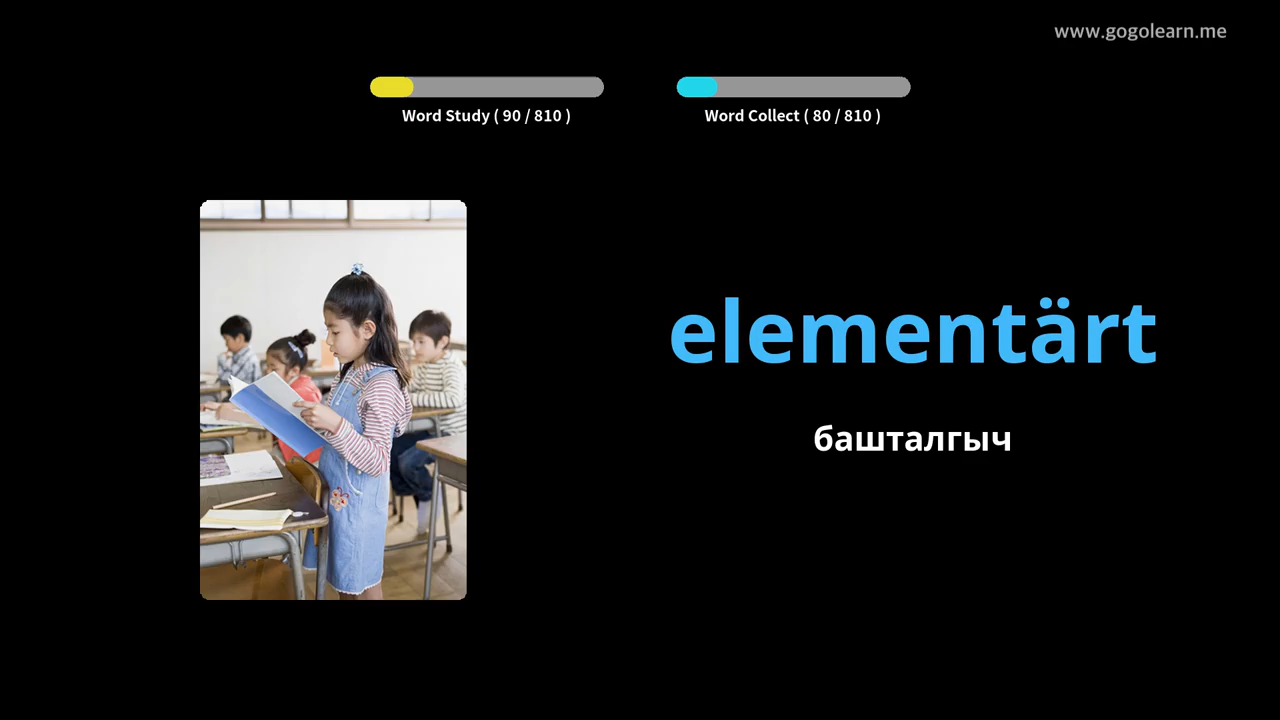 www.gogolearn.me
Word Study ( 90 / 810 )
Word Collect ( 80 / 810 )
elementärt
башталгыч